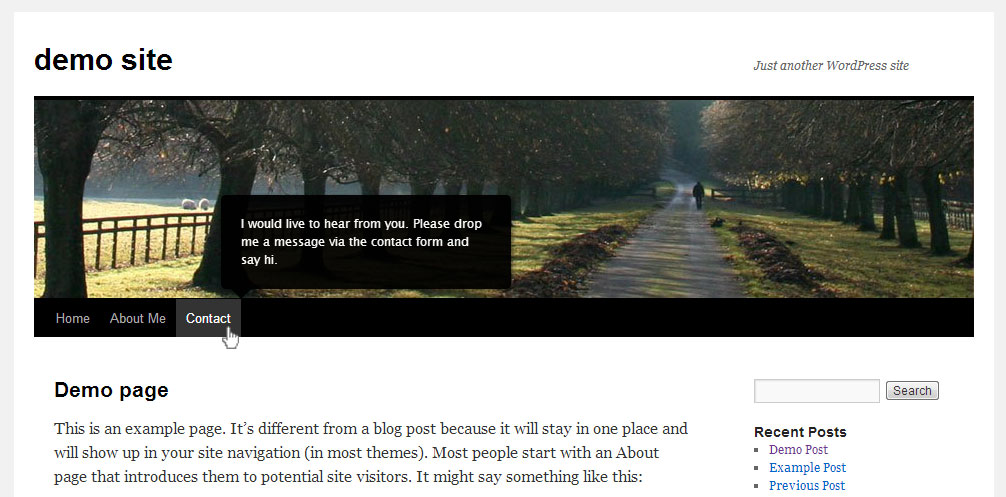 demo site
Just another WordPress site
I would live to hear from you. Please drop
me a message via the contact form and
say hi.
Home About Me Contact
Demo page
This is an example page. It’s different from a blog post because it will stay in one place and
will show up in your site navigation (in most themes). Most people start with an About
page that introduces them to potential site visitors. It might say something like this:
Search
Recent Posts
Demo Post
Example Post
Previous Post